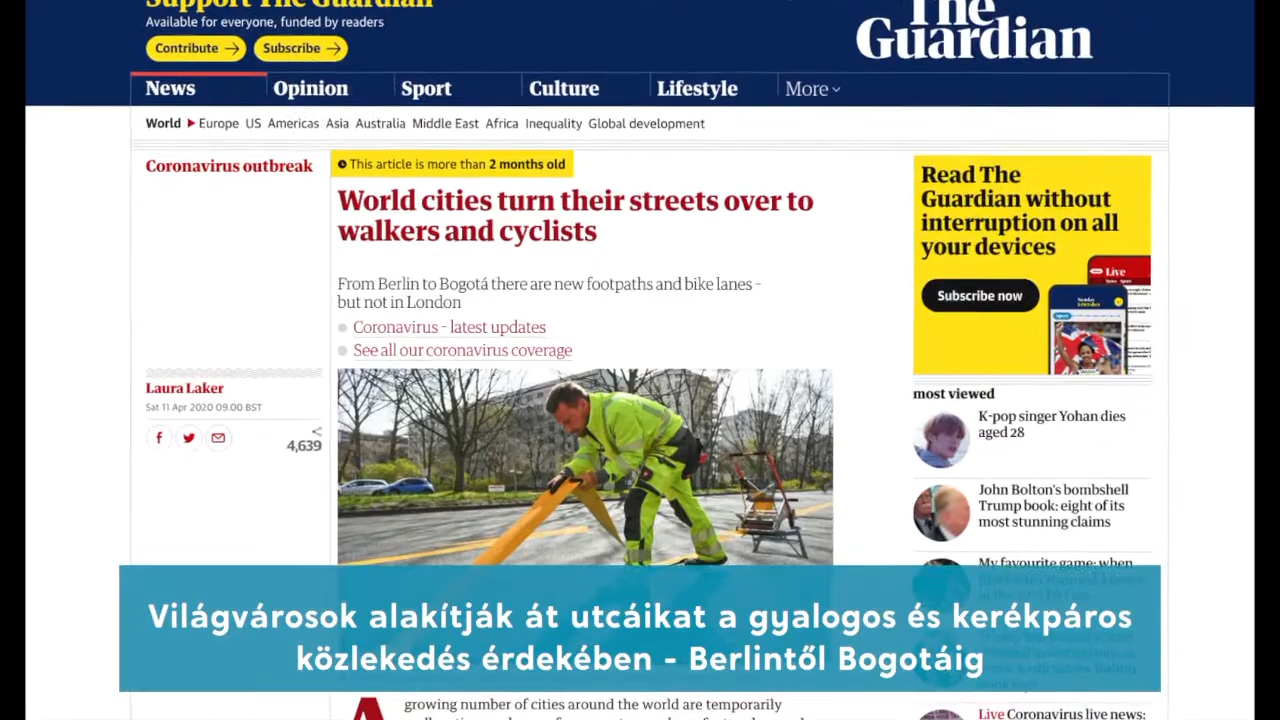 Support The Guardian
Available for everyone, funded by readers
Contribute →
Subscribe →
The
Guardian
News
Opinion
Sport
Culture
Lifestyle
More
World
Europe US Americas Asia Australia Middle East Africa Inequality Global development
Coronavirus outbreak
This article is more than 2 months old
World cities turn their streets over to
walkers and cyclists
From Berlin to Bogotá there are new footpaths and bike lanes –
but not in London
Coronavirus – latest updates
See all our coronavirus coverage
Laura Laker
Sat 11 Apr 2020 09.00 BST
4,639
Read The
Guardian without
interruption on all
your devices
Subscribe now
Live
most viewed
K-pop singer Yohan dies
aged 28
John Bolton's bombshell
Trump book: eight of its
most stunning claims
My favourite game: when
Világvárosok alakítják át utcáikat a gyalogos és kerékpáros
közlekedés érdekében - Berlintől Bogotáig
A growing number of cities around the world are temporarily
Live Coronavirus live news: